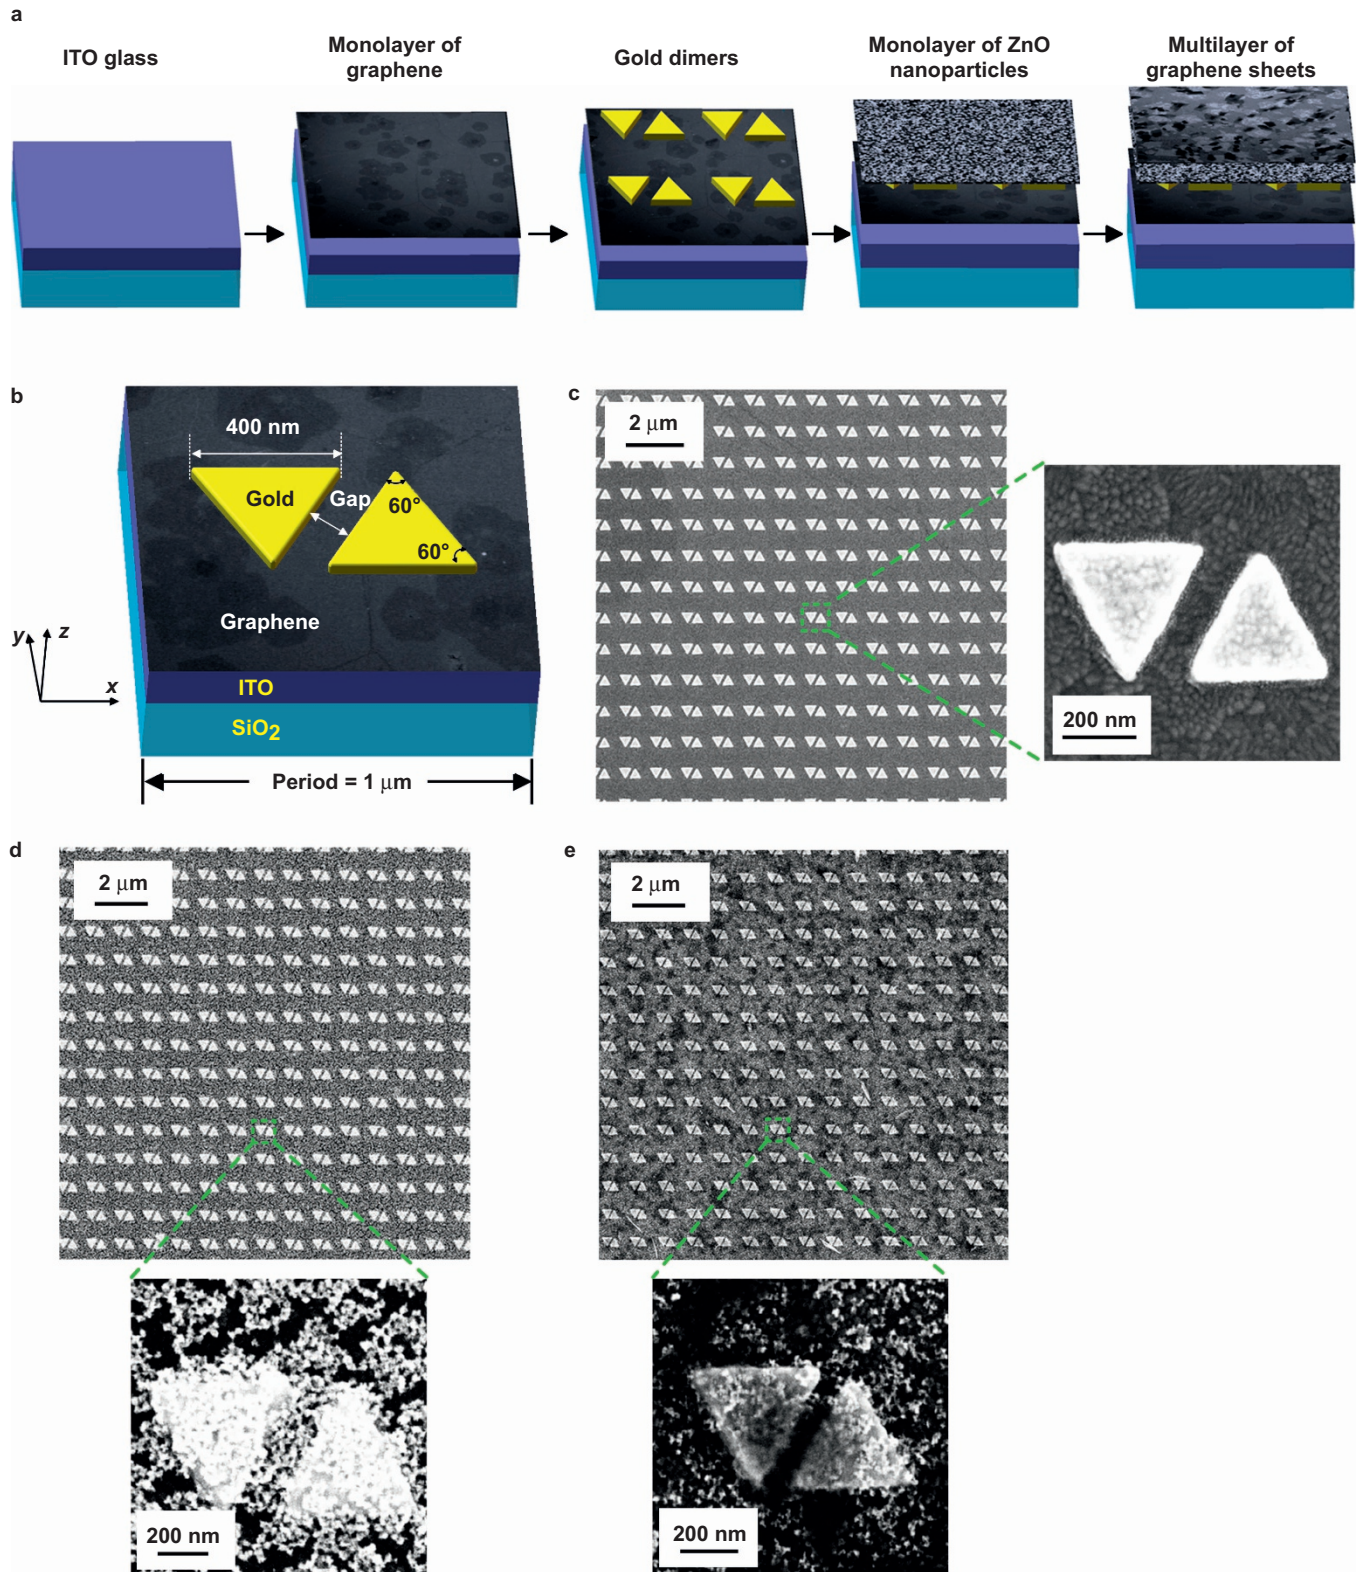 a
ITO glass
Monolayer of
graphene
Gold dimers
Monolayer of ZnO
nanoparticles
Multilayer of
graphene sheets
b
400 nm
Gold
Gap
60°
60°
Graphene
y
z
x
ITO
SiO2
Period = 1 μm
c
2 μm
200 nm
d
2 μm
200 nm
e
2 μm
200 nm